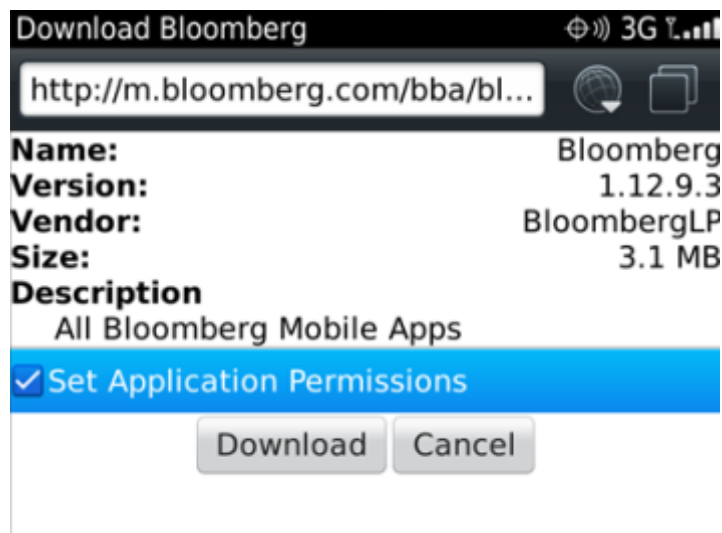 Download Bloomberg 3G
http://m.bloomberg.com/bba/bl...
Name: Bloomberg
Version: 1.12.9.3
Vendor: BloombergLP
Size: 3.1 MB
Description
All Bloomberg Mobile Apps
Set Application Permissions
Download Cancel